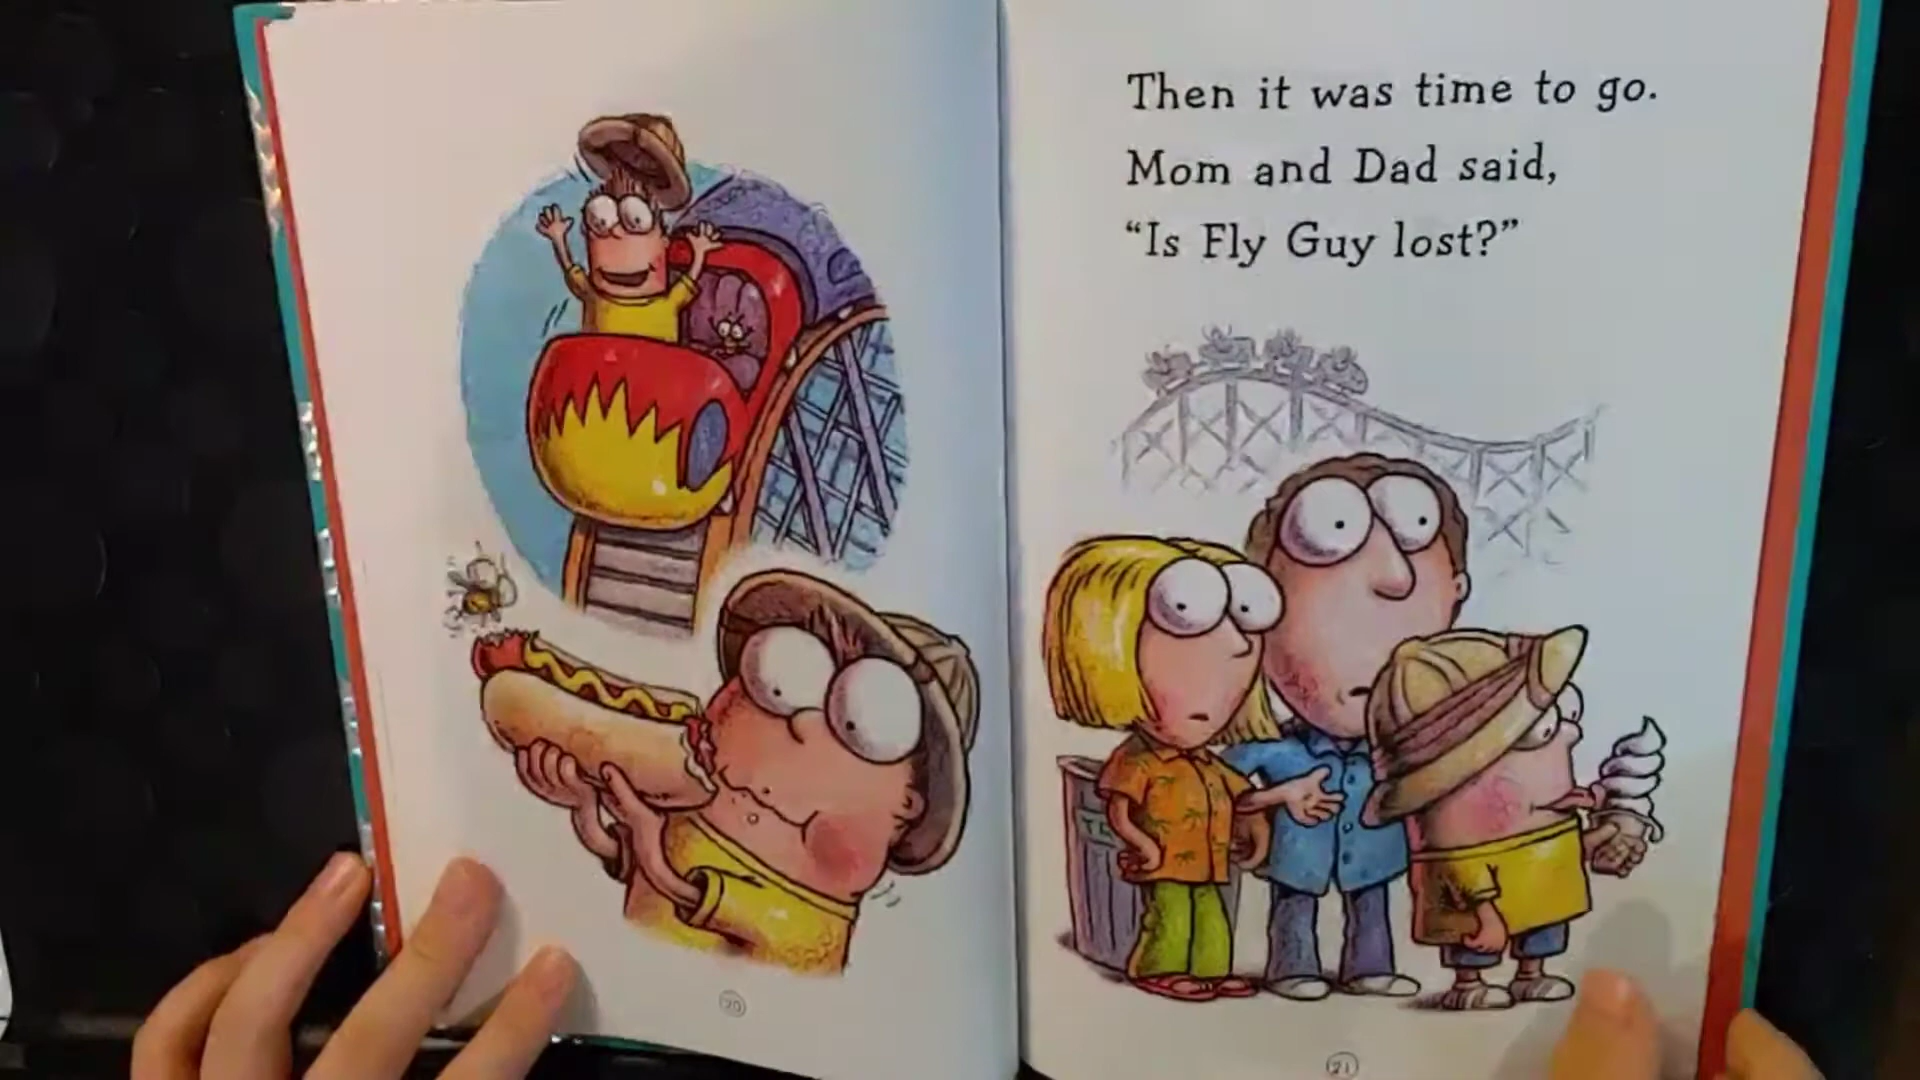 Then it was time to go.
Mom and Dad said,
“Is Fly Guy lost?”
20
21